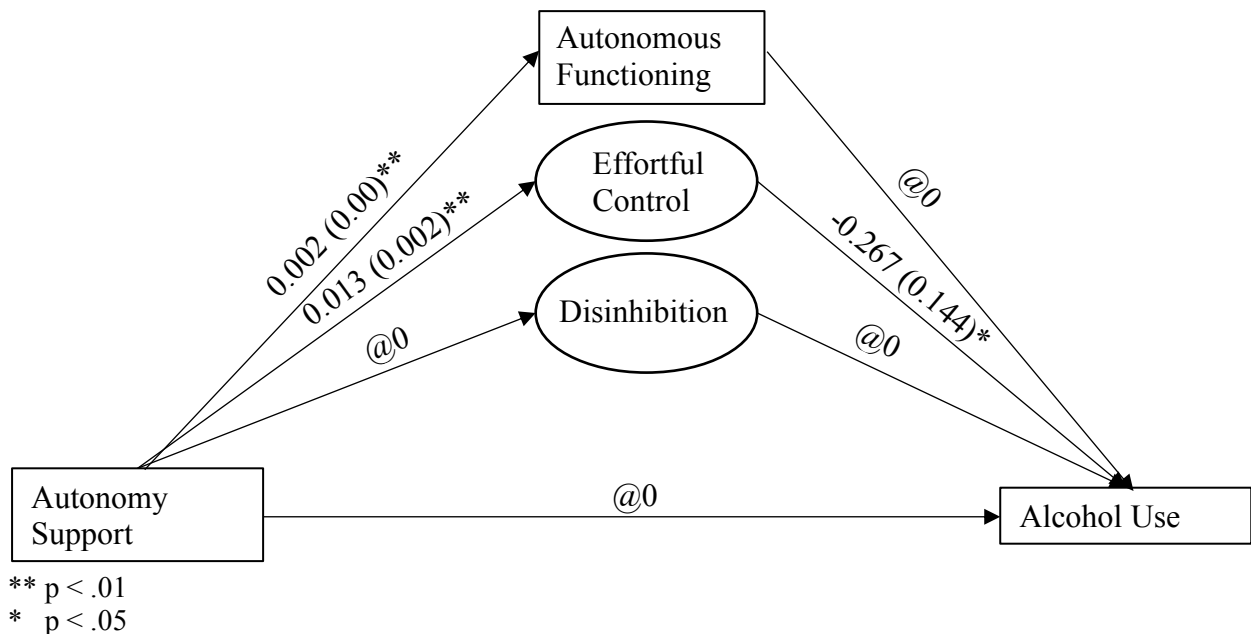 Autonomous
Functioning
@0
0.002 (0.00)**
Effortful
Control
0.013 (0.002)**
-0.267 (0.144)*
Disinhibition
@0
@0
Autonomy
Support
@0
Alcohol Use
** p < .01
* p < .05